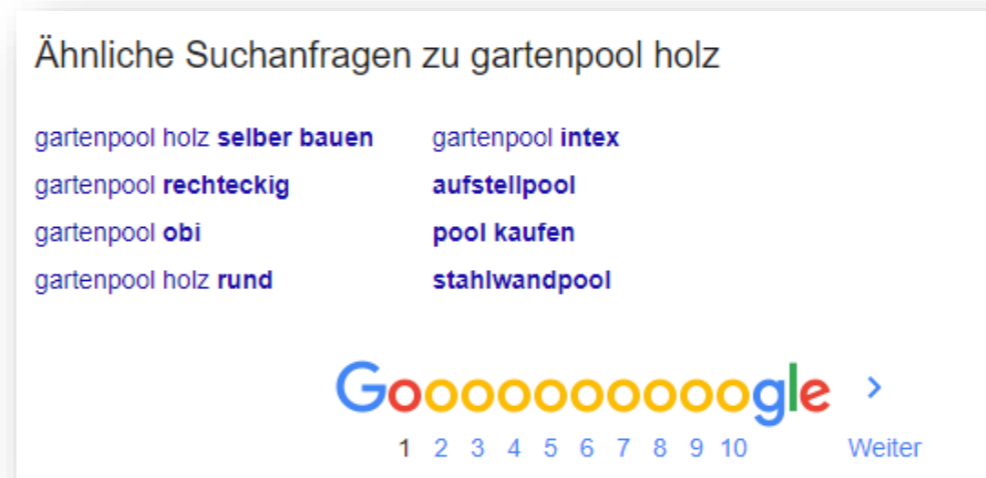 Ähnliche Suchanfragen zu gartenpool holz
gartenpool holz selber bauen
gartenpool rechteckig
gartenpool obi
gartenpool holz rund
gartenpool intex
aufstellpool
pool kaufen
stahlwandpool
Goooooooooogle >
1 2 3 4 5 6 7 8 9 10 Weiter